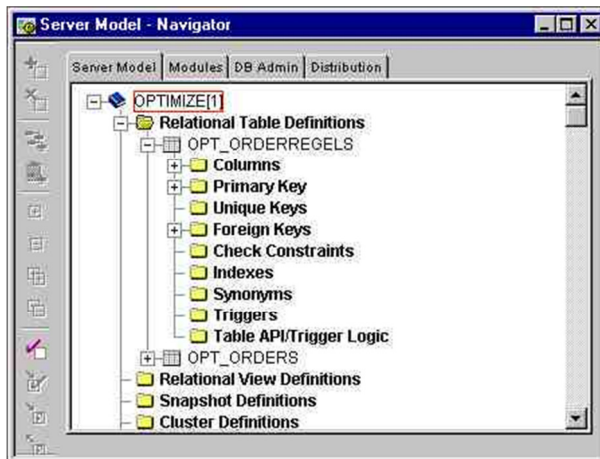 Server Model - Navigator
Server Model Modules DB Admin Distribution
OPTIMIZE[1]
Relational Table Definitions
OPT_ORDERREGELS
Columns
Primary Key
Unique Keys
Foreign Keys
Check Constraints
Indexes
Synonyms
Triggers
Table API/Trigger Logic
OPT_ORDERS
Relational View Definitions
Snapshot Definitions
Cluster Definitions